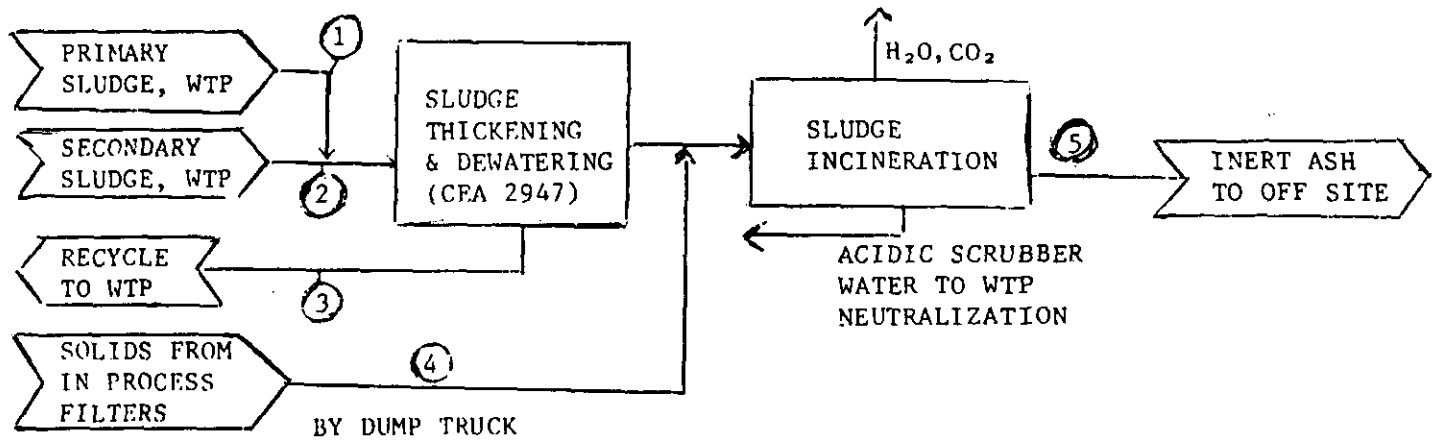 PRIMARY
SLUDGE, WTP
1
SECONDARY
SLUDGE, WTP
2
RECYCLE
TO WTP
3
SOLIDS FROM
IN PROCESS
FILTERS
4
BY DUMP TRUCK
SLUDGE
THICKENING
& DEWATERING
(CFA 2947)
H₂O, CO₂
SLUDGE
INCINERATION
ACIDIC SCRUBBER
WATER TO WTP
NEUTRALIZATION
5
INERT ASH
TO OFF SITE